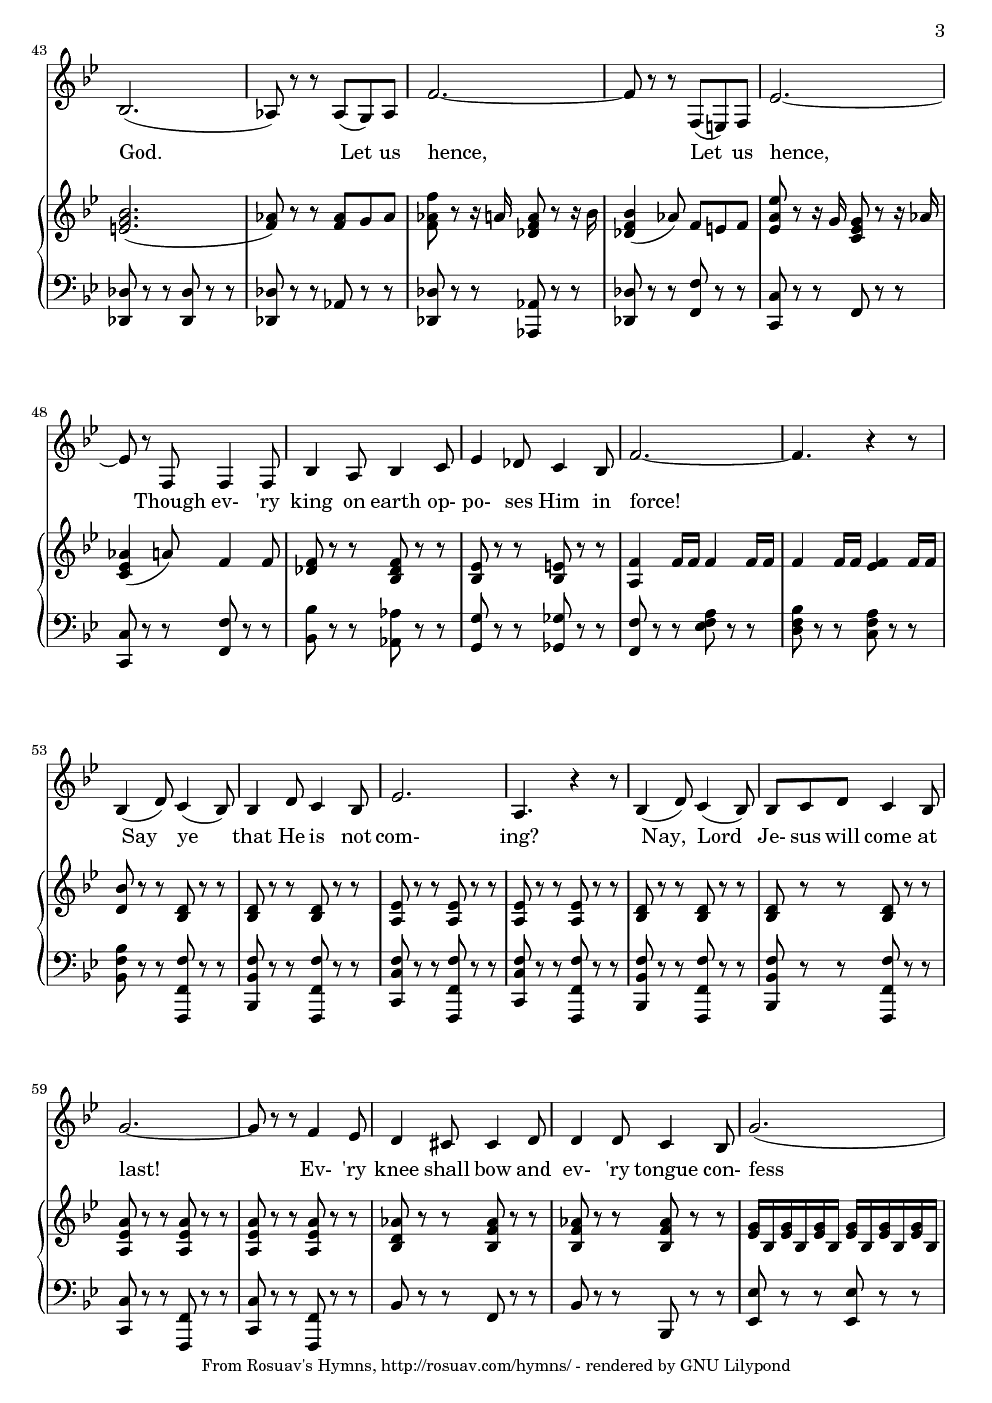 3
43
God. Let us hence, Let us hence,
48
Though ev- 'ry king on earth op- po- ses Him in force!
53
Say ye that He is not com- ing? Nay, Lord Je- sus will come at
59
last! Ev- 'ry knee shall bow and ev- 'ry tongue con- fess
From Rosuav's Hymns, http://rosuav.com/hymns/ - rendered by GNU Lilypond